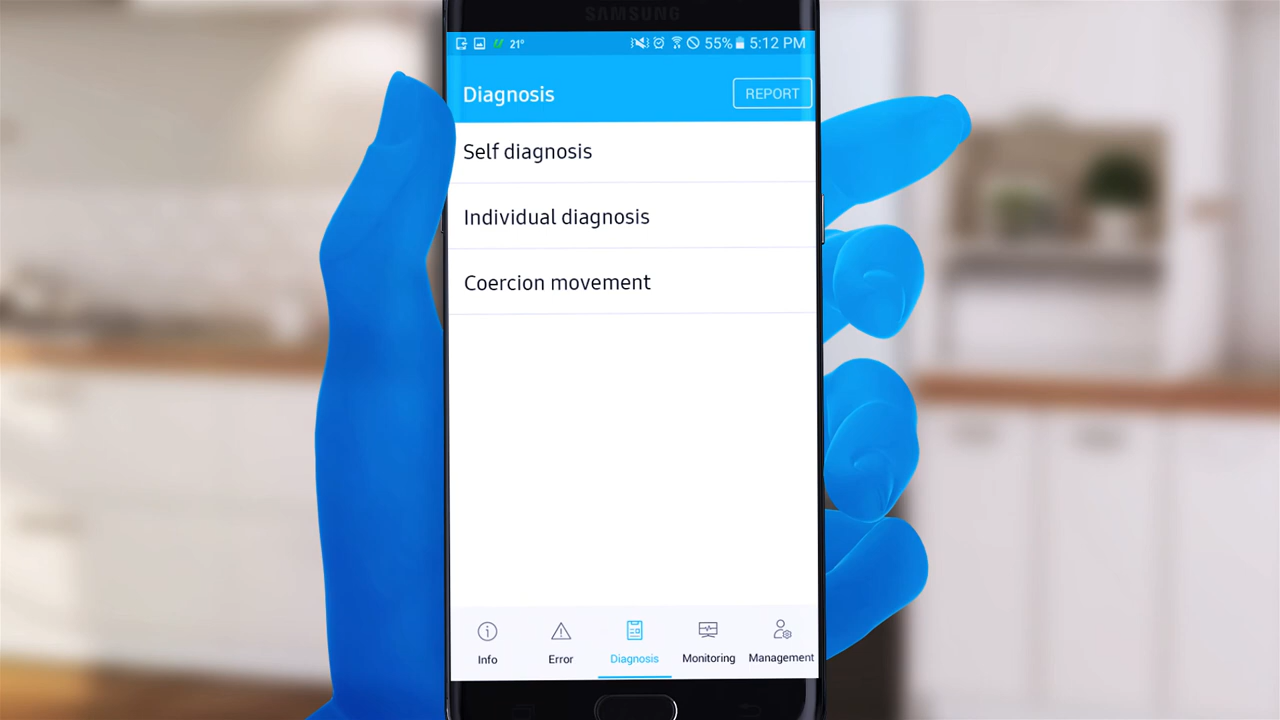 SAMSUNG
21° 55% 5:12 PM
Diagnosis REPORT
Self diagnosis
Individual diagnosis
Coercion movement
Info Error Diagnosis Monitoring Management